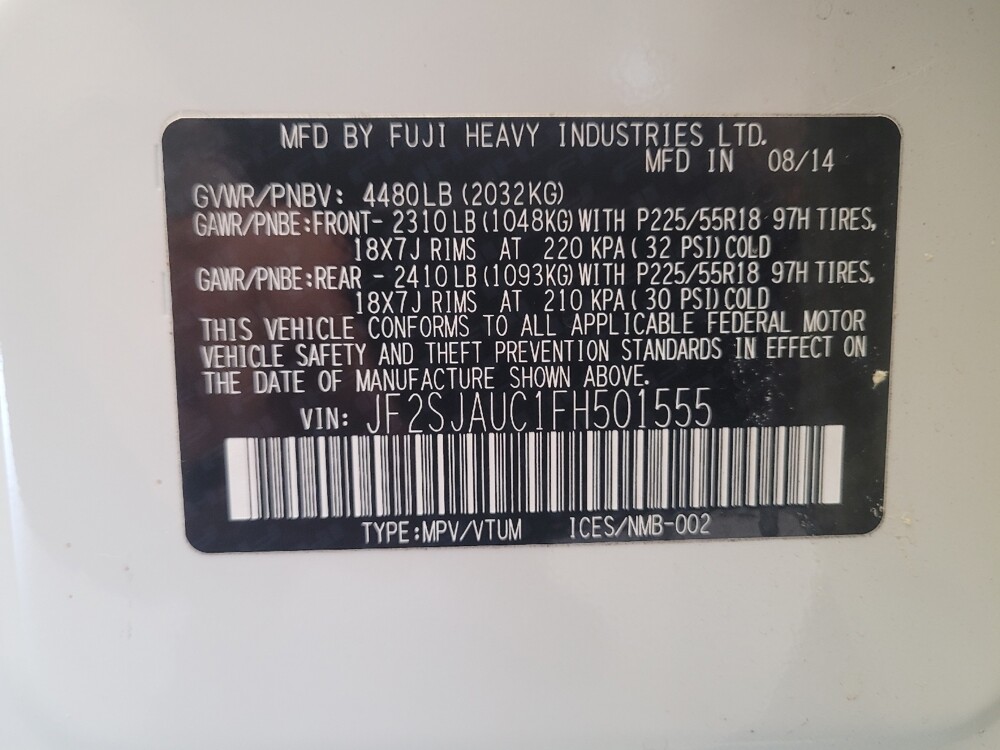 MFD BY FUJI HEAVY INDUSTRIES LTD.
MFD IN 08/14
GVWR/PNBV: 4480LB (2032KG)
GAWR/PNBE:FRONT- 2310LB (1048KG) WITH P225/55R18 97H TIRES,
18X7J RIMS AT 220 KPA ( 32 PSI) COLD
GAWR/PNBE:REAR - 2410LB (1093KG) WITH P225/55R18 97H TIRES,
18X7J RIMS AT 210 KPA ( 30 PSI) COLD
THIS VEHICLE CONFORMS TO ALL APPLICABLE FEDERAL MOTOR
VEHICLE SAFETY AND THEFT PREVENTION STANDARDS IN EFFECT ON
THE DATE OF MANUFACTURE SHOWN ABOVE.
VIN: JF2SJAUC1FH501555
TYPE:MPV/VTUM ICES/NMB-002